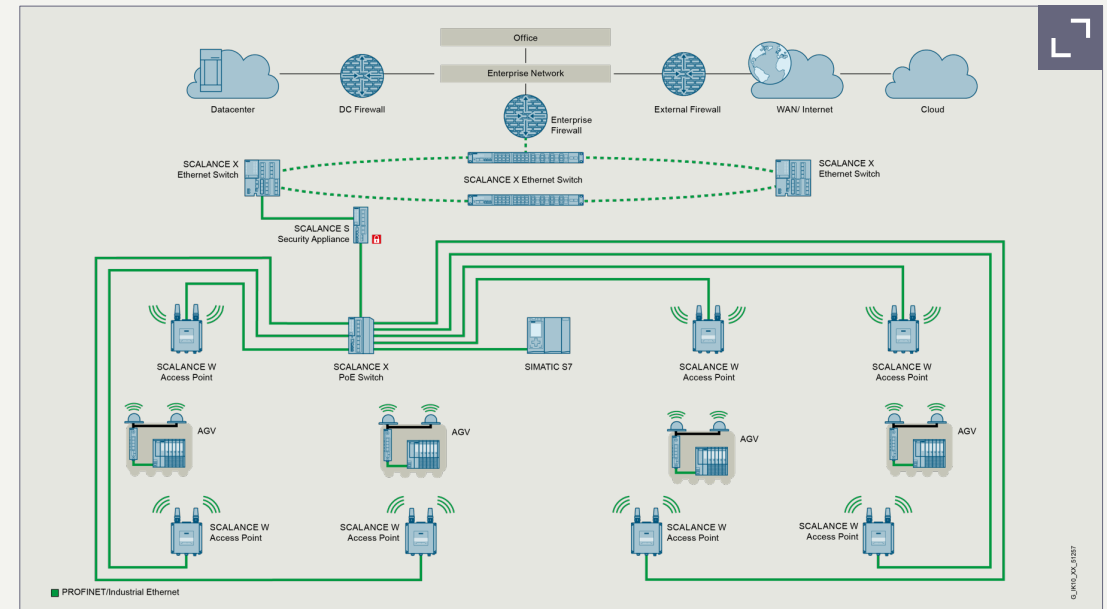 Office
Enterprise Network
Datacenter
DC Firewall
External Firewall
WAN/ Internet
Cloud
Enterprise
Firewall
SCALANCE X
Ethernet Switch
SCALANCE X Ethernet Switch
SCALANCE X
Ethernet Switch
SCALANCE S
Security Appliance
SCALANCE W
Access Point
SCALANCE X
PoE Switch
SIMATIC S7
SCALANCE W
Access Point
SCALANCE W
Access Point
AGV
AGV
AGV
AGV
SCALANCE W
Access Point
SCALANCE W
Access Point
SCALANCE W
Access Point
SCALANCE W
Access Point
PROFINET/Industrial Ethernet
G_IK10_XX_51257